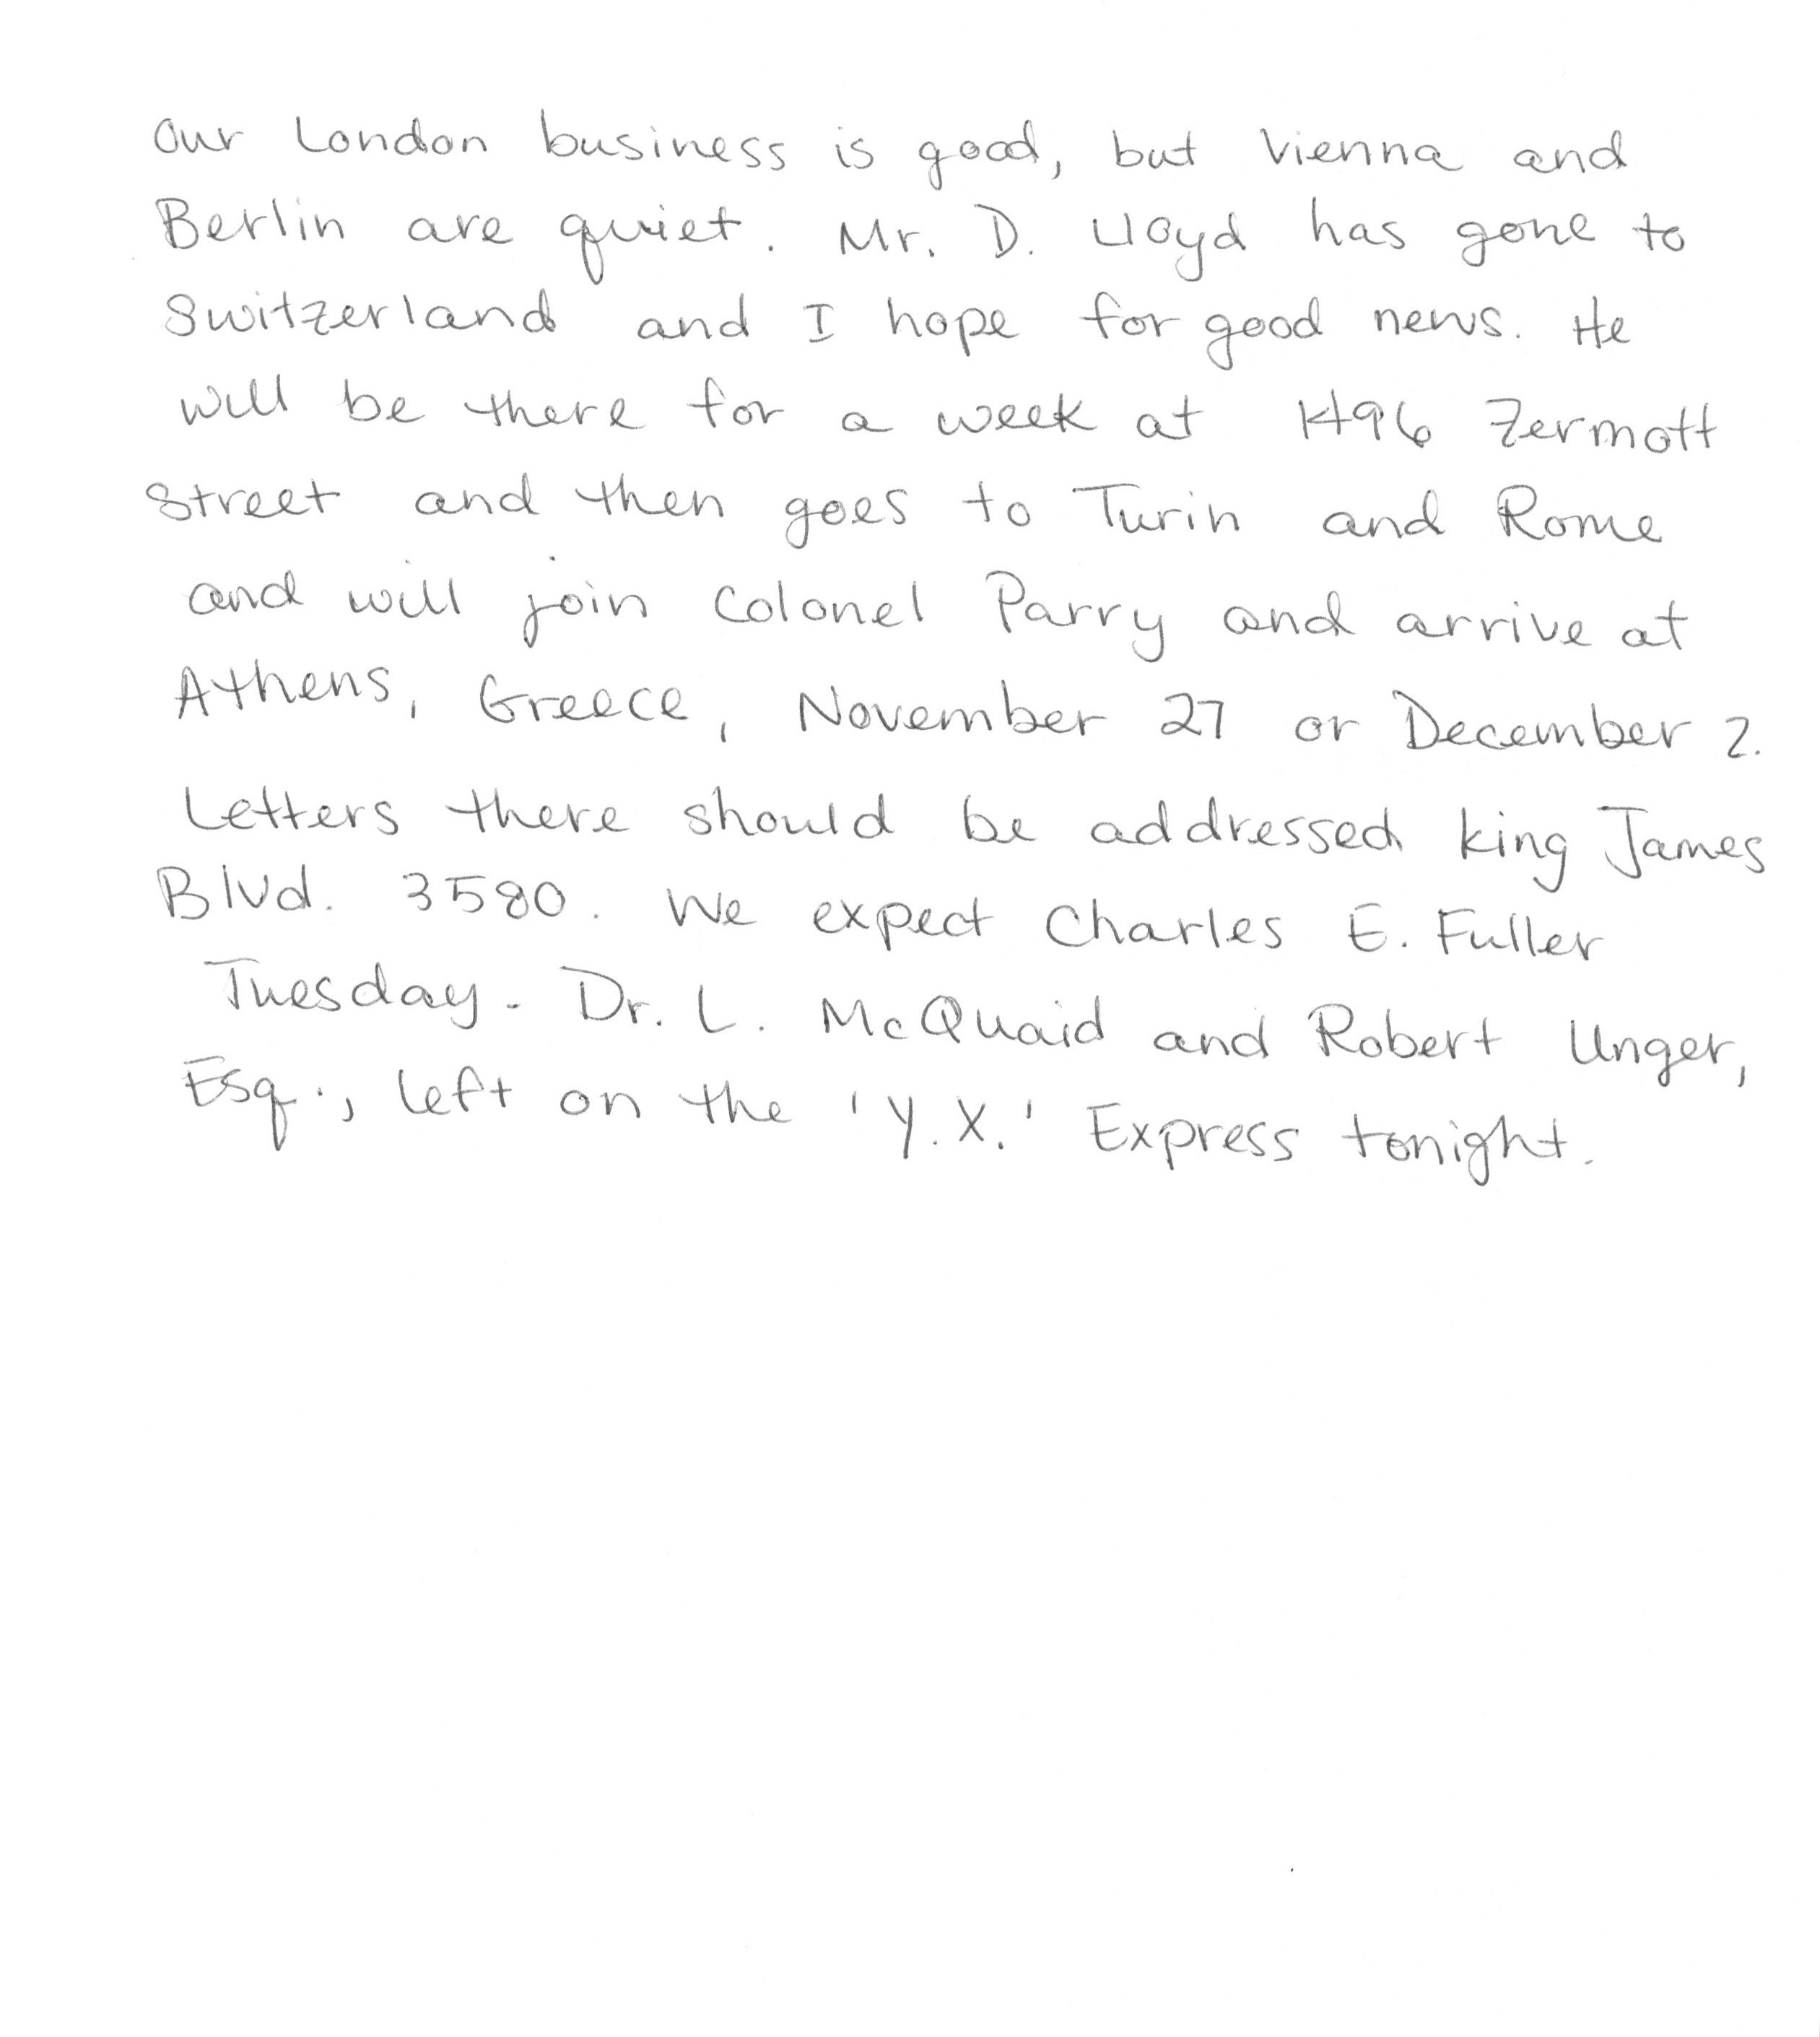 Our London business is good, but Vienna and
Berlin are quiet. Mr. D. Lloyd has gone to
Switzerland and I hope for good news. He
will be there for a week at 1496 Zermott
Street and then goes to Turin and Rome
and will join Colonel Parry and arrive at
Athens, Greece, November 27 or December 2.
Letters there should be addressed King James
Blvd. 3580. We expect Charles E. Fuller
Tuesday. Dr. L. McQuaid and Robert Unger,
Esq., left on the 'Y.X.' Express tonight.